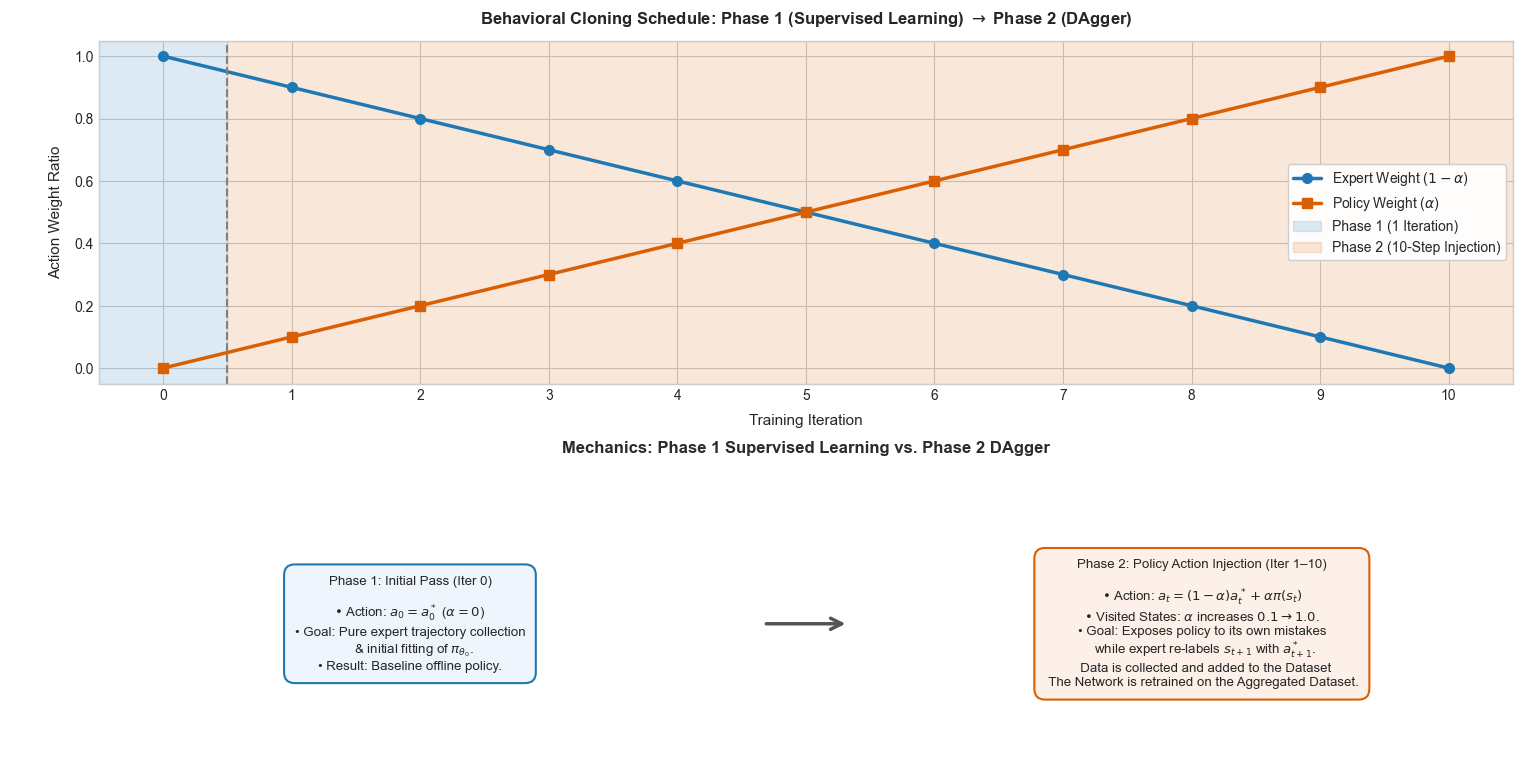 Behavioral Cloning Schedule: Phase 1 (Supervised Learning) → Phase 2 (DAgger)
1.0
0.8
0.6
0.4
0.2
0.0
Action Weight Ratio
Expert Weight (1 − α)
Policy Weight (α)
Phase 1 (1 Iteration)
Phase 2 (10-Step Injection)
0 1 2 3 4 5 6 7 8 9 10
Training Iteration
Mechanics: Phase 1 Supervised Learning vs. Phase 2 DAgger
Phase 1: Initial Pass (Iter 0)
• Action: a₀ = a₀* (α = 0)
• Goal: Pure expert trajectory collection
& initial fitting of π_θ₀.
• Result: Baseline offline policy.
Phase 2: Policy Action Injection (Iter 1–10)
• Action: aₜ = (1 − α)aₜ* + απ(sₜ)
• Visited States: α increases 0.1 → 1.0.
• Goal: Exposes policy to its own mistakes
while expert re-labels sₜ₊₁ with a*ₜ₊₁.
Data is collected and added to the Dataset
The Network is retrained on the Aggregated Dataset.